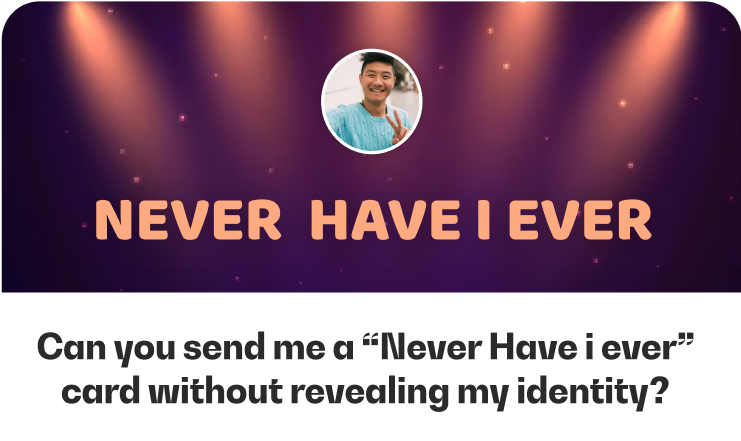 NEVER HAVE I EVER
Can you send me a “Never Have i ever”
card without revealing my identity?